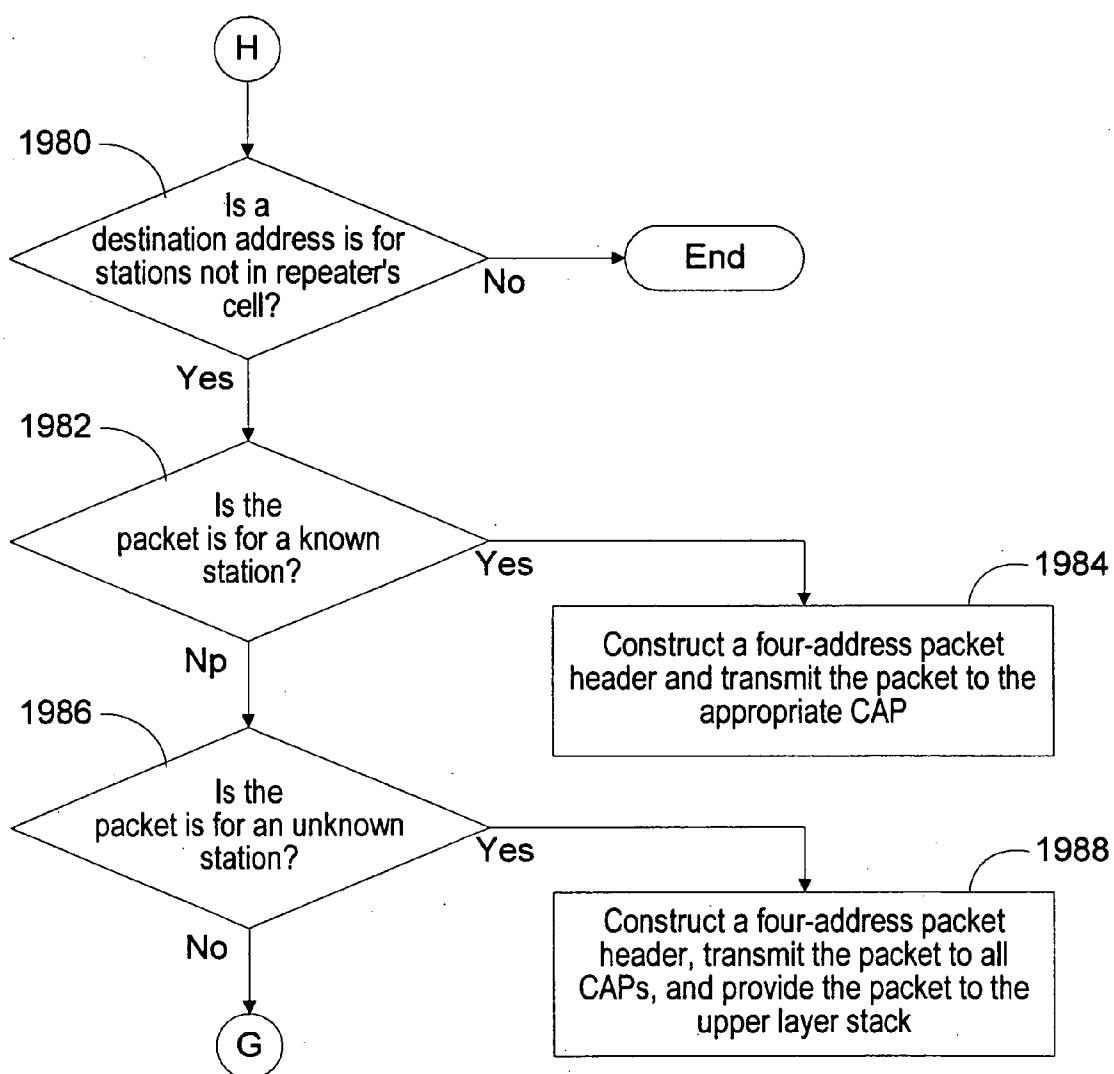 H
1980
Is a
destination address is for
stations not in repeater's
cell?
No
End
Yes
1982
Is the
packet is for a known
station?
Yes
1984
Construct a four-address packet
header and transmit the packet to the
appropriate CAP
Np
1986
Is the
packet is for an unknown
station?
Yes
1988
Construct a four-address packet
header, transmit the packet to all
CAPs, and provide the packet to the
upper layer stack
No
G